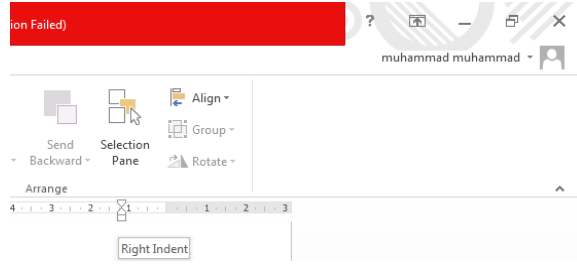 ion Failed)
?
muhammad muhammad
Align
Group
Rotate
Send
Backward
Selection
Pane
Arrange
4 3 2 1 1 2 3
Right Indent